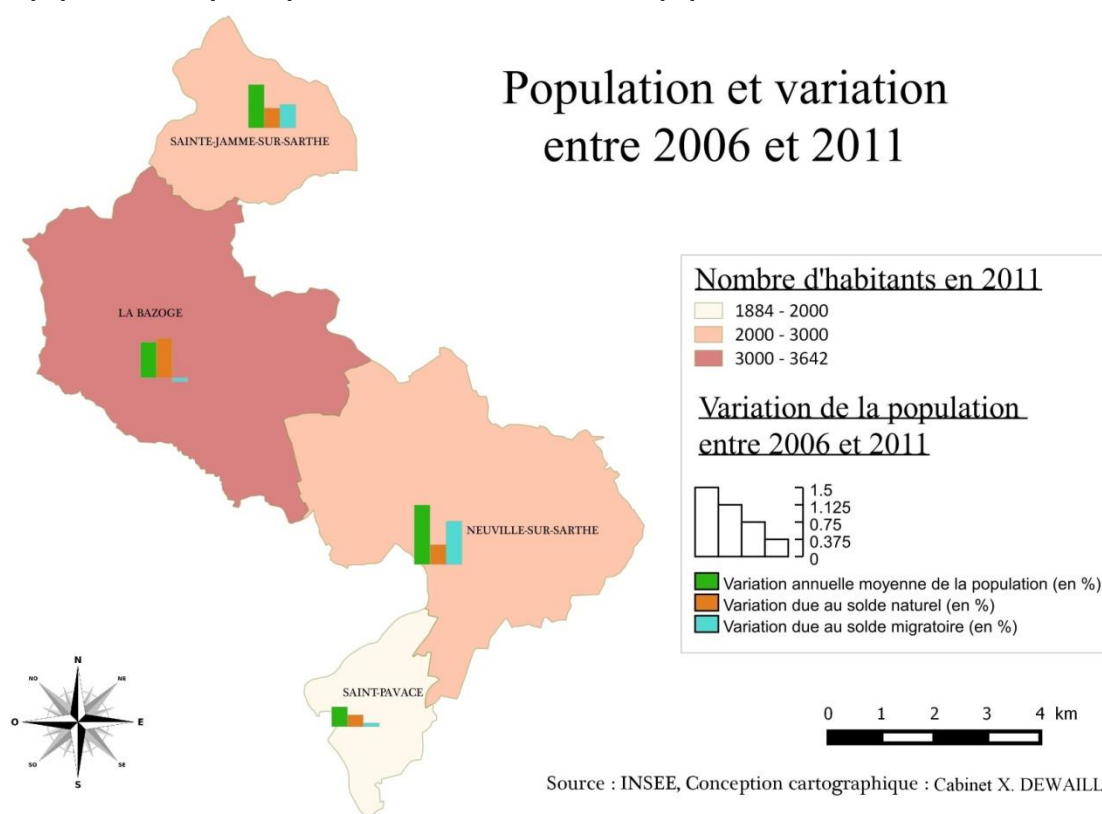 Population et variation
entre 2006 et 2011
SAINTE-JAMME-SUR-SARTHE
LA BAZOGE
NEUVILLE-SUR-SARTHE
SAINT-PAVACE
Nombre d'habitants en 2011
1884 - 2000
2000 - 3000
3000 - 3642
Variation de la population
entre 2006 et 2011
1.5
1.125
0.75
0.375
0
Variation annuelle moyenne de la population (en %)
Variation due au solde naturel (en %)
Variation due au solde migratoire (en %)
N
NO
NE
O
E
SO
SE
S
0 1 2 3 4 km
Source : INSEE, Conception cartographique : Cabinet X. DEWAILL